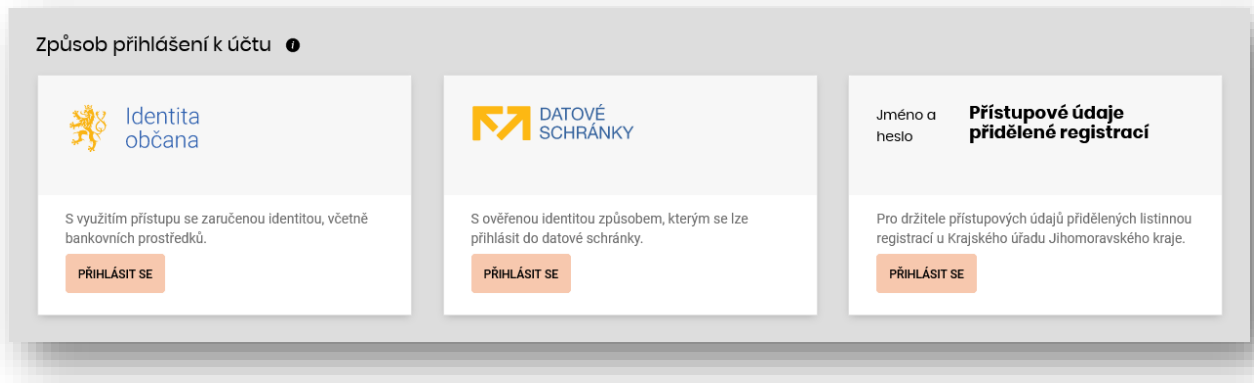 Způsob přihlášení k účtu i
Identita
občana
S využitím přístupu se zaručenou identitou, včetně
bankovních prostředků.
PŘIHLÁSIT SE
DATOVÉ
SCHRÁNKY
S ověřenou identitou způsobem, kterým se lze
přihlásit do datové schránky.
PŘIHLÁSIT SE
Jméno a
heslo
Přístupové údaje
přidělené registrací
Pro držitele přístupových údajů přidělených listinnou
registrací u Krajského úřadu Jihomoravského kraje.
PŘIHLÁSIT SE